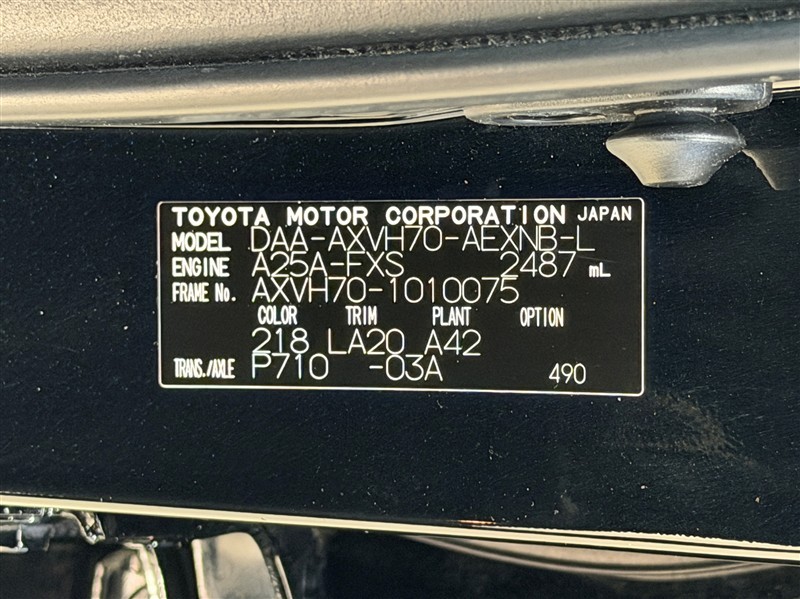 TOYOTA MOTOR CORPORATION JAPAN
MODEL DAA-AXVH70-AEXNB-L
ENGINE A25A-FXS 2487 mL
FRAME No. AXVH70-1010075
COLOR TRIM PLANT OPTION
218 LA20 A42
TRANS./AXLE P710 -03A 490